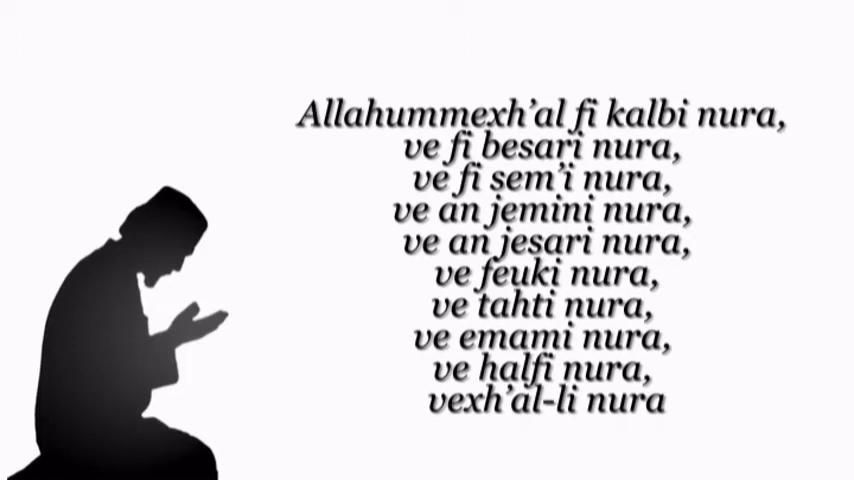 Allahummexh’al fi kalbi nura,
ve fi besari nura,
ve fi sem’i nura,
ve an jemini nura,
ve an jesari nura,
ve feuki nura,
ve tahti nura,
ve emami nura,
ve halfi nura,
vexh’al-li nura